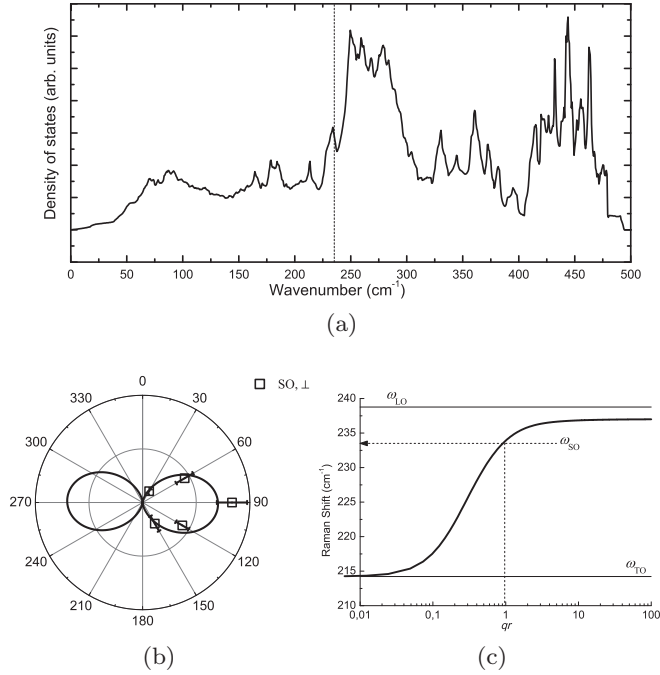 Density of states (arb. units)
0 50 100 150 200 250 300 350 400 450 500
Wavenumber (cm⁻¹)
(a)
0
330 30
300 60
270 90
240 120
210 150
180
SO, ⊥
(b)
240
235
230
225
220
215
210
Raman Shift (cm⁻¹)
ω_LO
ω_SO
ω_TO
0,01 0,1 1 10 100
qr
(c)